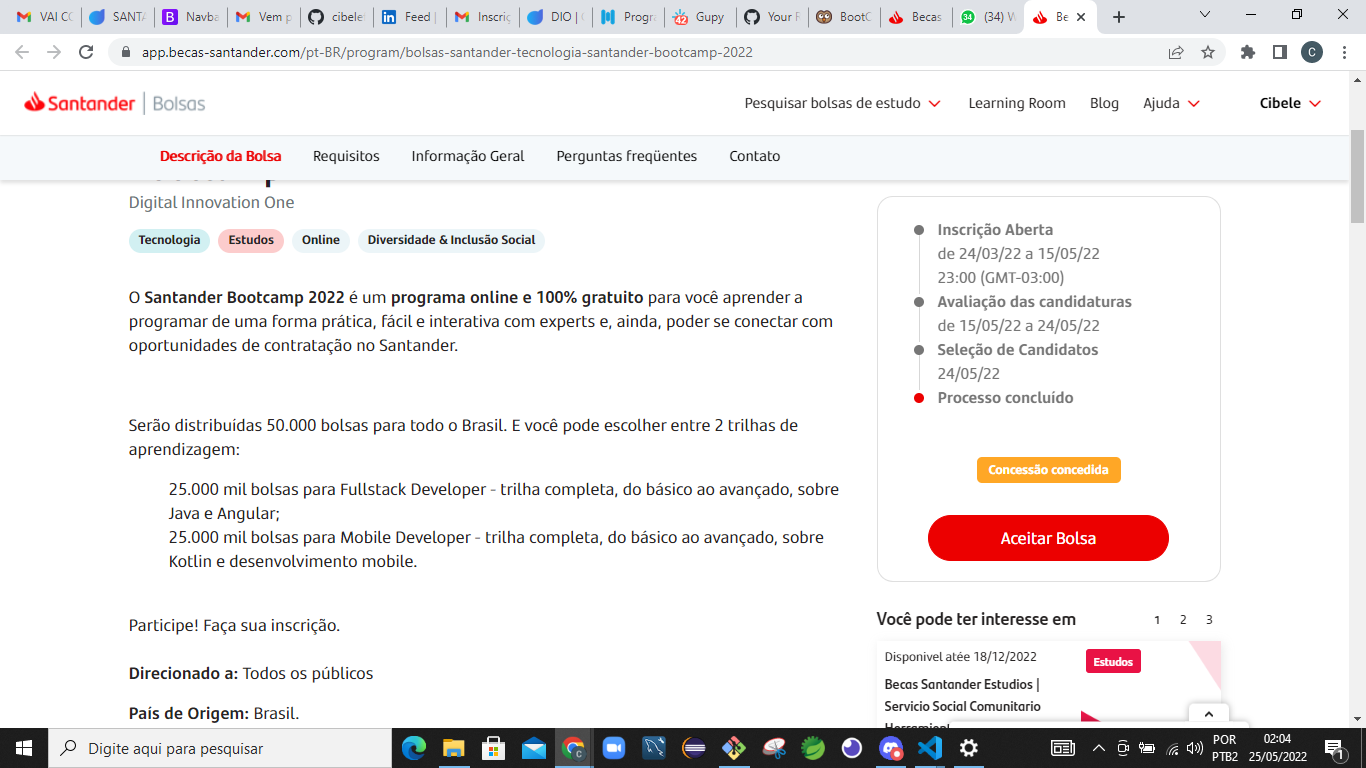 VAI CO
SANTA
Navba
Vem p
cibele
Feed |
Inscriç
DIO | 
Progra
Gupy
Your R
BootC
Becas
(34) W
Be
app.becas-santander.com/pt-BR/program/bolsas-santander-tecnologia-santander-bootcamp-2022
C
Santander | Bolsas
Pesquisar bolsas de estudo
Learning Room
Blog
Ajuda
Cibele
Descrição da Bolsa
Requisitos
Informação Geral
Perguntas freqüentes
Contato
Digital Innovation One
Tecnologia
Estudos
Online
Diversidade & Inclusão Social
O Santander Bootcamp 2022 é um programa online e 100% gratuito para você aprender a
programar de uma forma prática, fácil e interativa com experts e, ainda, poder se conectar com
oportunidades de contratação no Santander.
Serão distribuídas 50.000 bolsas para todo o Brasil. E você pode escolher entre 2 trilhas de
aprendizagem:
25.000 mil bolsas para Fullstack Developer - trilha completa, do básico ao avançado, sobre
Java e Angular;
25.000 mil bolsas para Mobile Developer - trilha completa, do básico ao avançado, sobre
Kotlin e desenvolvimento mobile.
Participe! Faça sua inscrição.
Direcionado a: Todos os públicos
País de Origem: Brasil.
Inscrição Aberta
de 24/03/22 a 15/05/22
23:00 (GMT-03:00)
Avaliação das candidaturas
de 15/05/22 a 24/05/22
Seleção de Candidatos
24/05/22
Processo concluído
Concessão concedida
Aceitar Bolsa
Você pode ter interesse em
1 2 3
Disponivel atée 18/12/2022
Estudos
Becas Santander Estudios |
Servicio Social Comunitario
Digite aqui para pesquisar
POR
PTB2
02:04
25/05/2022
1